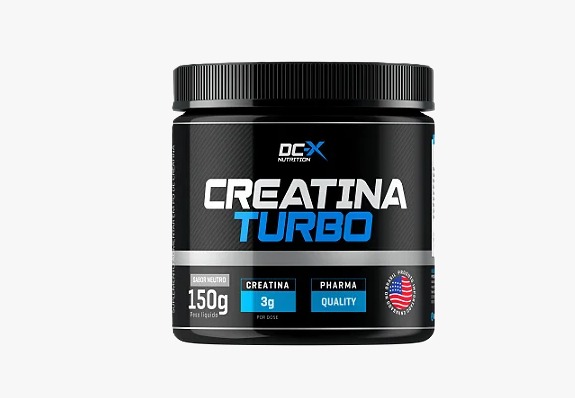 DC-X
NUTRITION
CREATINA
TURBO
SABOR NEUTRO
150g
Peso líquido
CREATINA
3g
POR DOSE
PHARMA
QUALITY